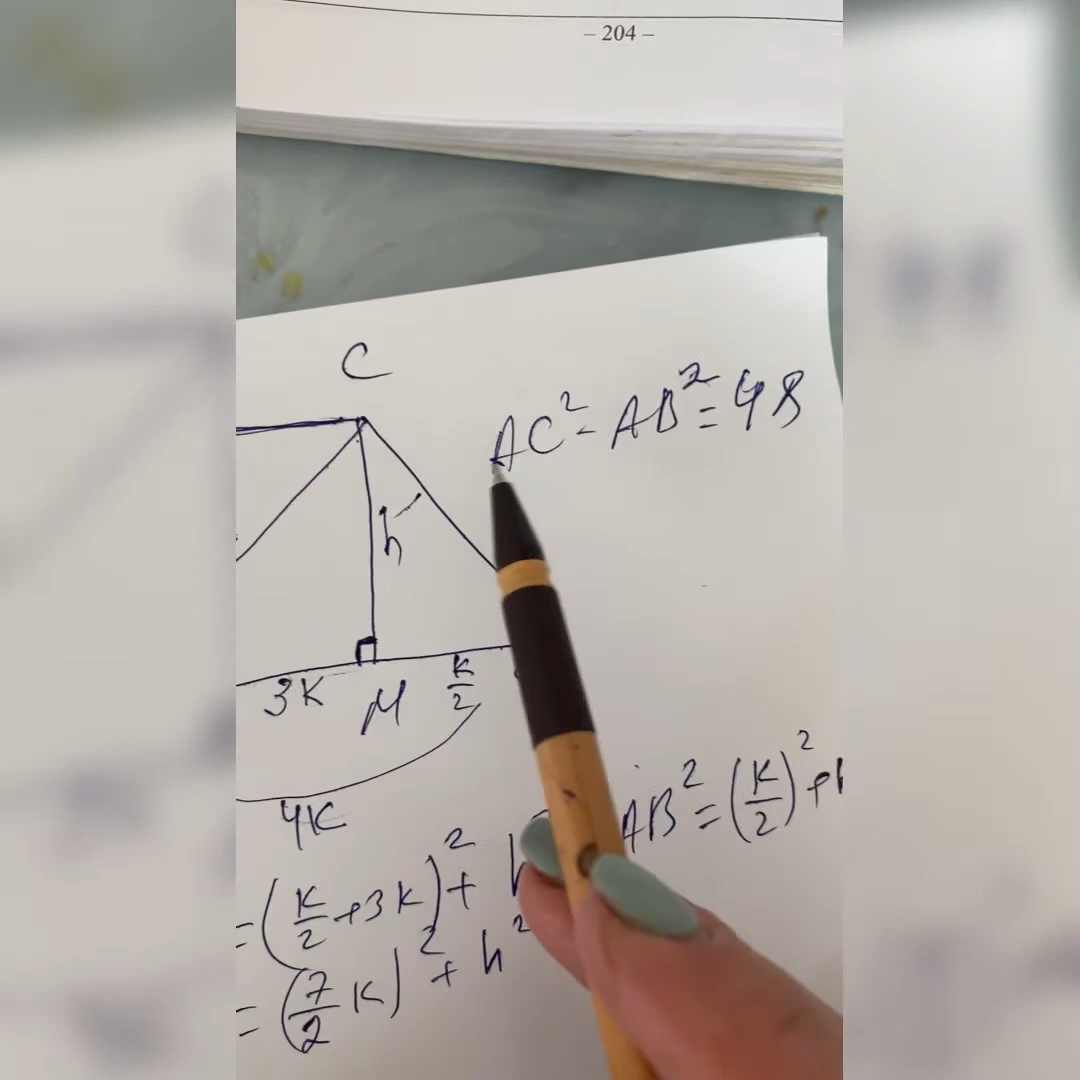 – 204 –
C
AC² - AB² = 48
h
3K M K/2
4K
AB² = (K/2)² + h
= (K/2 + 3K)² + h
= (7/2 K)² + h²